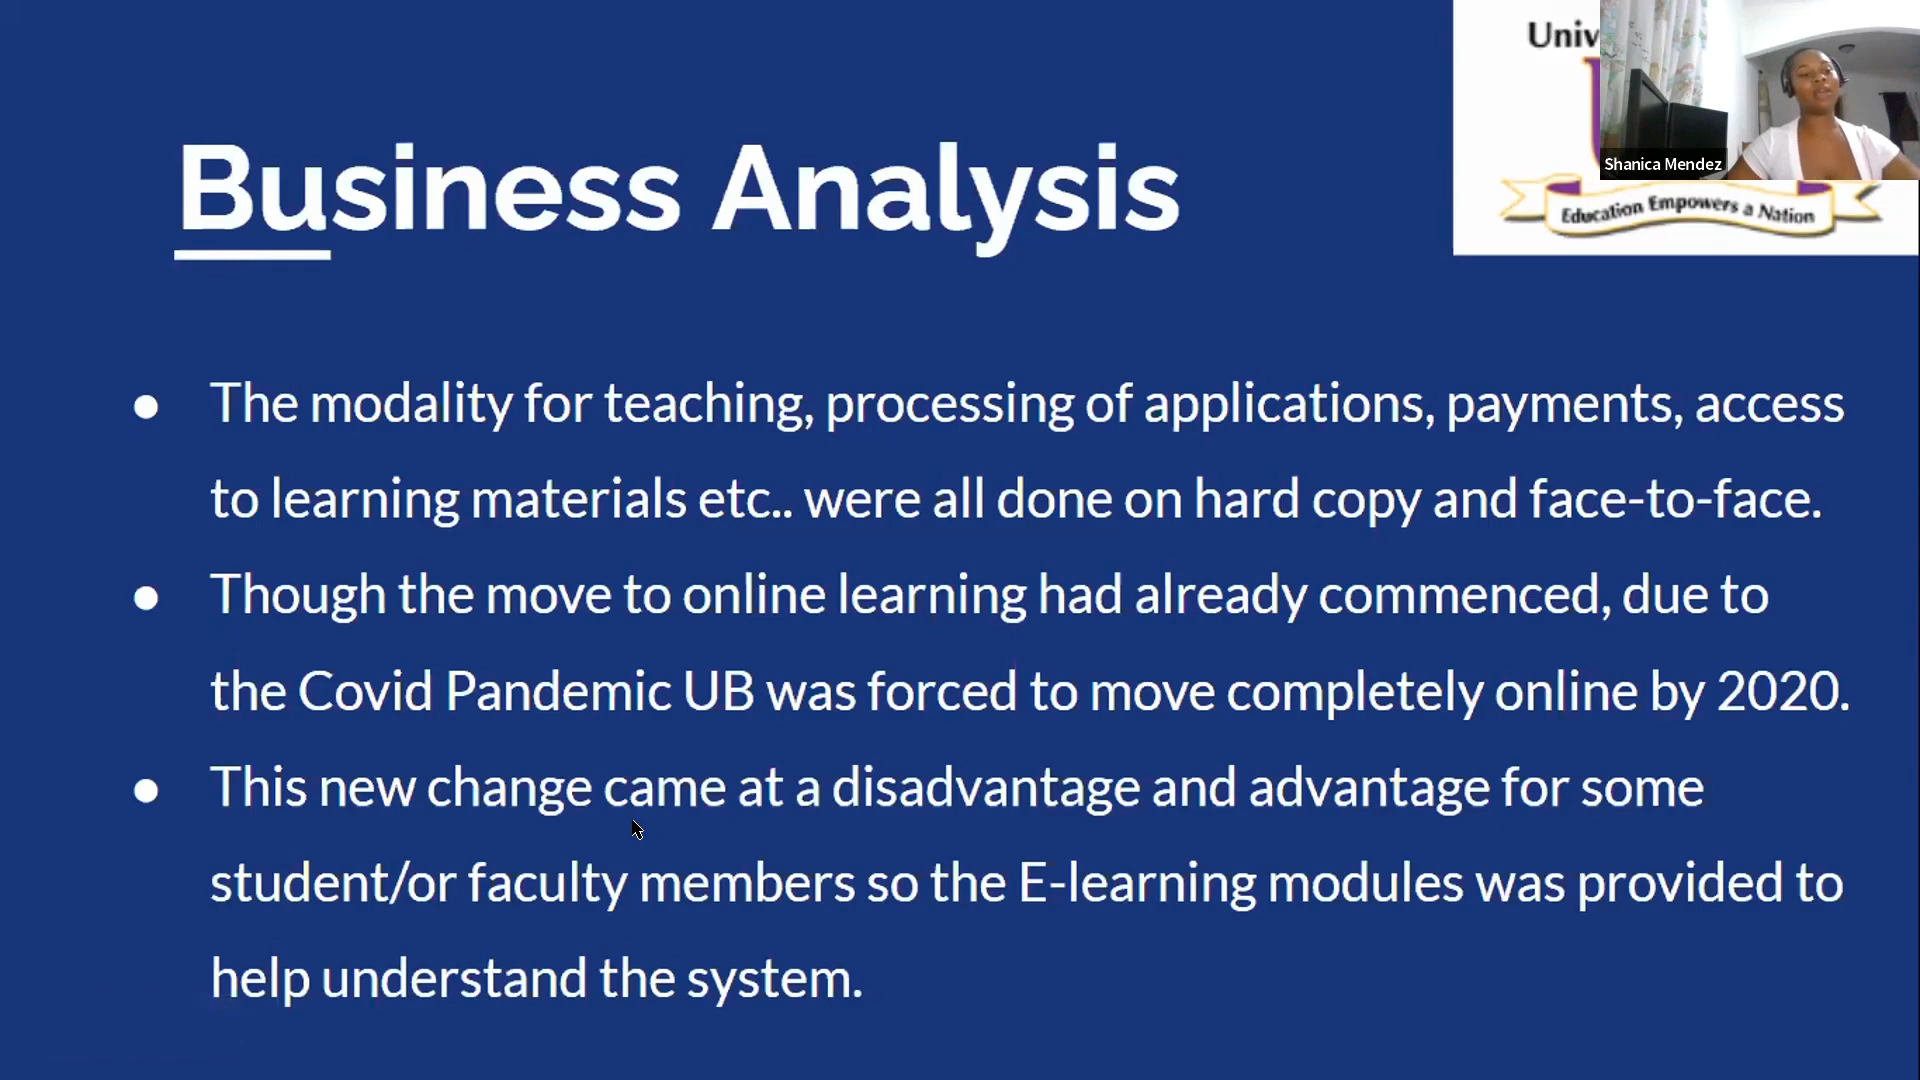 Univ
Shanica Mendez
Education Empowers a Nation
Business Analysis
● The modality for teaching, processing of applications, payments, access
to learning materials etc.. were all done on hard copy and face-to-face.
● Though the move to online learning had already commenced, due to
the Covid Pandemic UB was forced to move completely online by 2020.
● This new change came at a disadvantage and advantage for some
student/or faculty members so the E-learning modules was provided to
help understand the system.